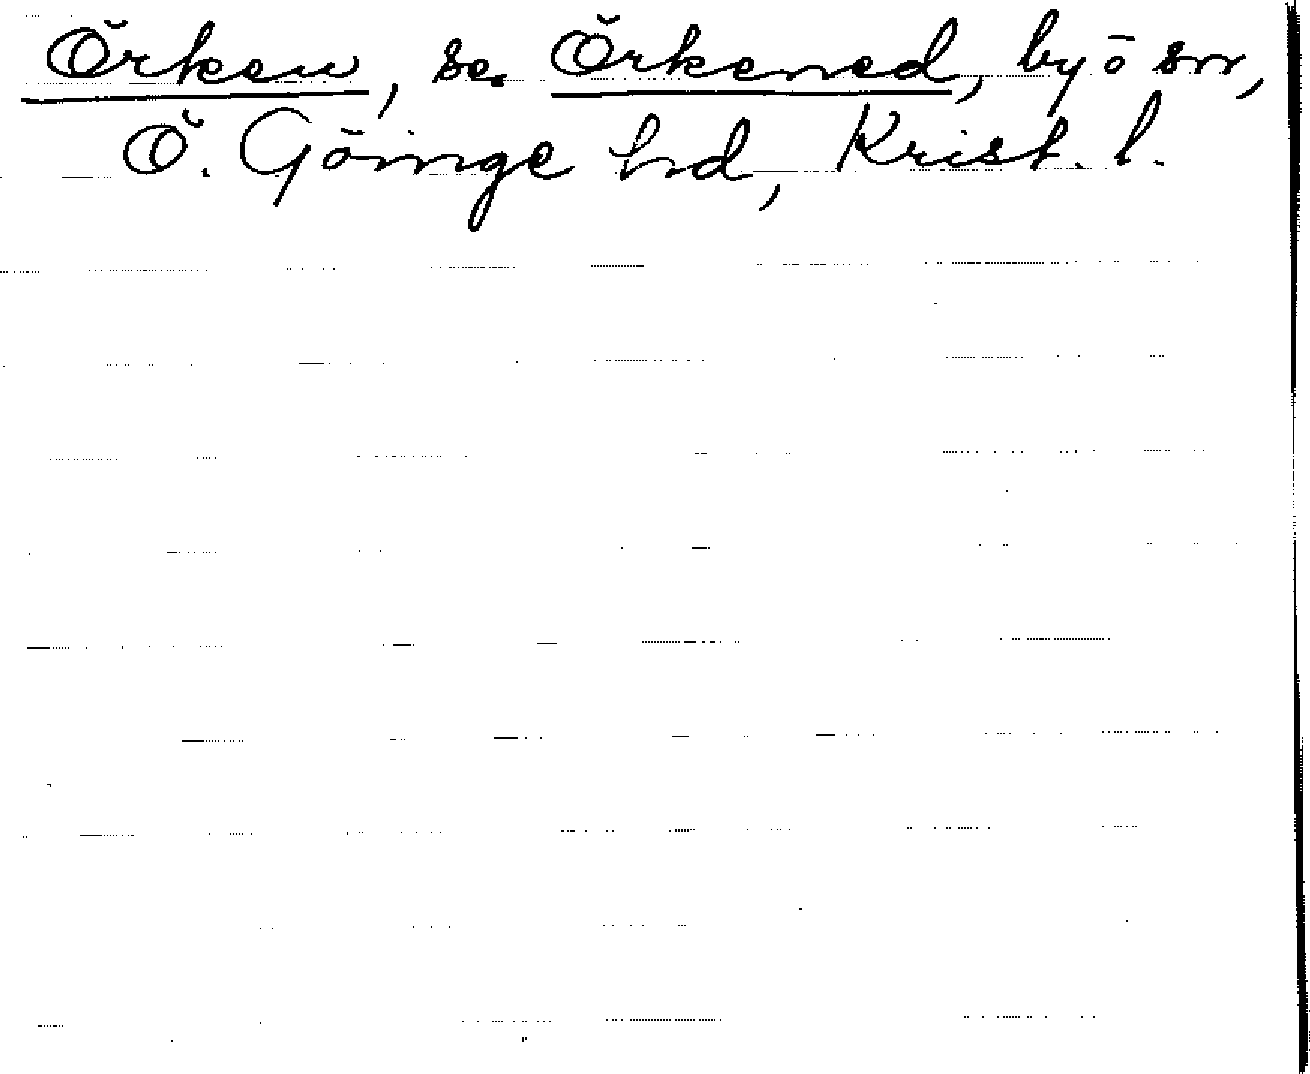 Örken, se Örkened, by o sn,
Ö. Göinge hd, Krist. l.